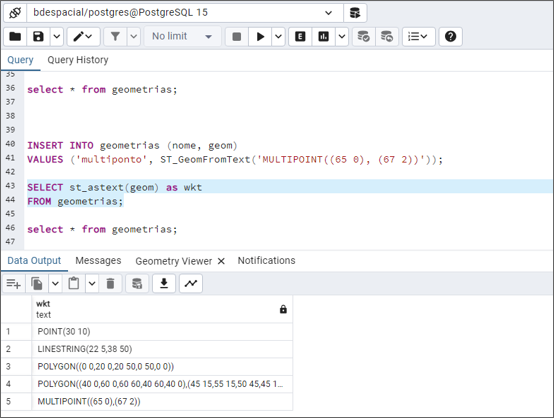 bdespacial/postgres@PostgreSQL 15
No limit
E
Query Query History
35
36 select * from geometrias;
37
38
39
40 INSERT INTO geometrias (nome, geom)
41 VALUES ('multiponto', ST_GeomFromText('MULTIPOINT((65 0), (67 2))'));
42
43 SELECT st_astext(geom) as wkt
44 FROM geometrias;
45
46 select * from geometrias;
47
Data Output Messages Geometry Viewer Notifications
wkt
text
1 POINT(30 10)
2 LINESTRING(22 5,38 50)
3 POLYGON((0 0,20 0,20 50,0 50,0 0))
4 POLYGON((40 0,60 0,60 60,40 60,40 0),(45 15,55 15,50 45,45 1...
5 MULTIPOINT((65 0),(67 2))